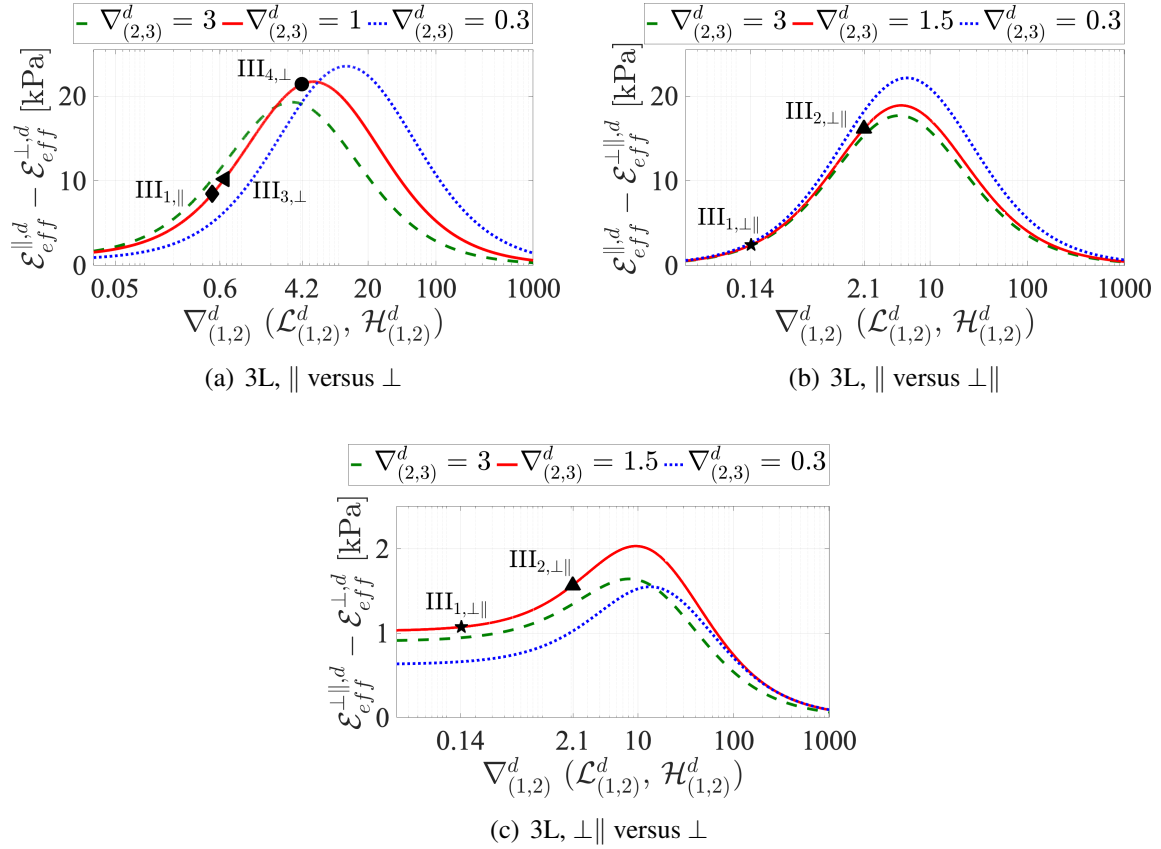 ∇^d_(2,3) = 3 ∇^d_(2,3) = 1 ∇^d_(2,3) = 0.3
ℰ^{∥,d}_{eff} − ℰ^{⊥,d}_{eff} [kPa]
20
10
0
III_{4,⊥}
III_{1,∥}
III_{3,⊥}
0.05 0.6 4.2 20 100 1000
∇^d_(1,2) (ℒ^d_(1,2), ℋ^d_(1,2))
(a) 3L, ∥ versus ⊥
∇^d_(2,3) = 3 ∇^d_(2,3) = 1.5 ∇^d_(2,3) = 0.3
ℰ^{∥,d}_{eff} − ℰ^{⊥∥,d}_{eff} [kPa]
20
10
0
III_{2,⊥∥}
III_{1,⊥∥}
0.14 2.1 10 100 1000
∇^d_(1,2) (ℒ^d_(1,2), ℋ^d_(1,2))
(b) 3L, ∥ versus ⊥∥
∇^d_(2,3) = 3 ∇^d_(2,3) = 1.5 ∇^d_(2,3) = 0.3
ℰ^{⊥∥,d}_{eff} − ℰ^{⊥,d}_{eff} [kPa]
2
1
0
III_{2,⊥∥}
III_{1,⊥∥}
0.14 2.1 10 100 1000
∇^d_(1,2) (ℒ^d_(1,2), ℋ^d_(1,2))
(c) 3L, ⊥∥ versus ⊥